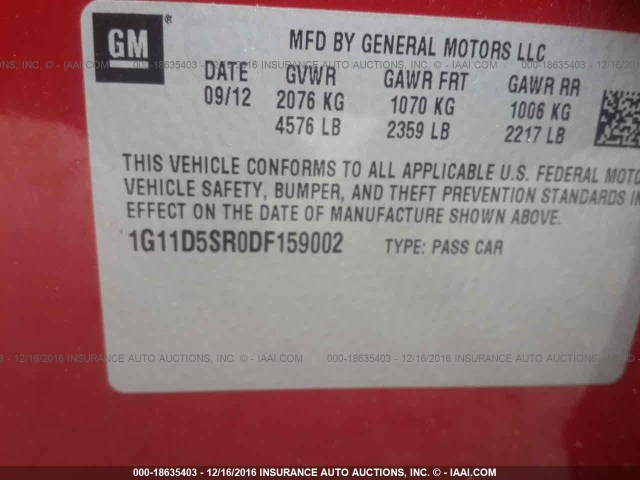 GM
MFD BY GENERAL MOTORS LLC
DATE GVWR GAWR FRT GAWR RR
09/12 2076 KG 1070 KG 1006 KG
4576 LB 2359 LB 2217 LB
THIS VEHICLE CONFORMS TO ALL APPLICABLE U.S. FEDERAL MOTO
VEHICLE SAFETY, BUMPER, AND THEFT PREVENTION STANDARDS IN
EFFECT ON THE DATE OF MANUFACTURE SHOWN ABOVE.
1G11D5SR0DF159002 TYPE: PASS CAR
000-18635403 - 12/16/2016 INSURANCE AUTO AUCTIONS, INC. © - IAAI.COM